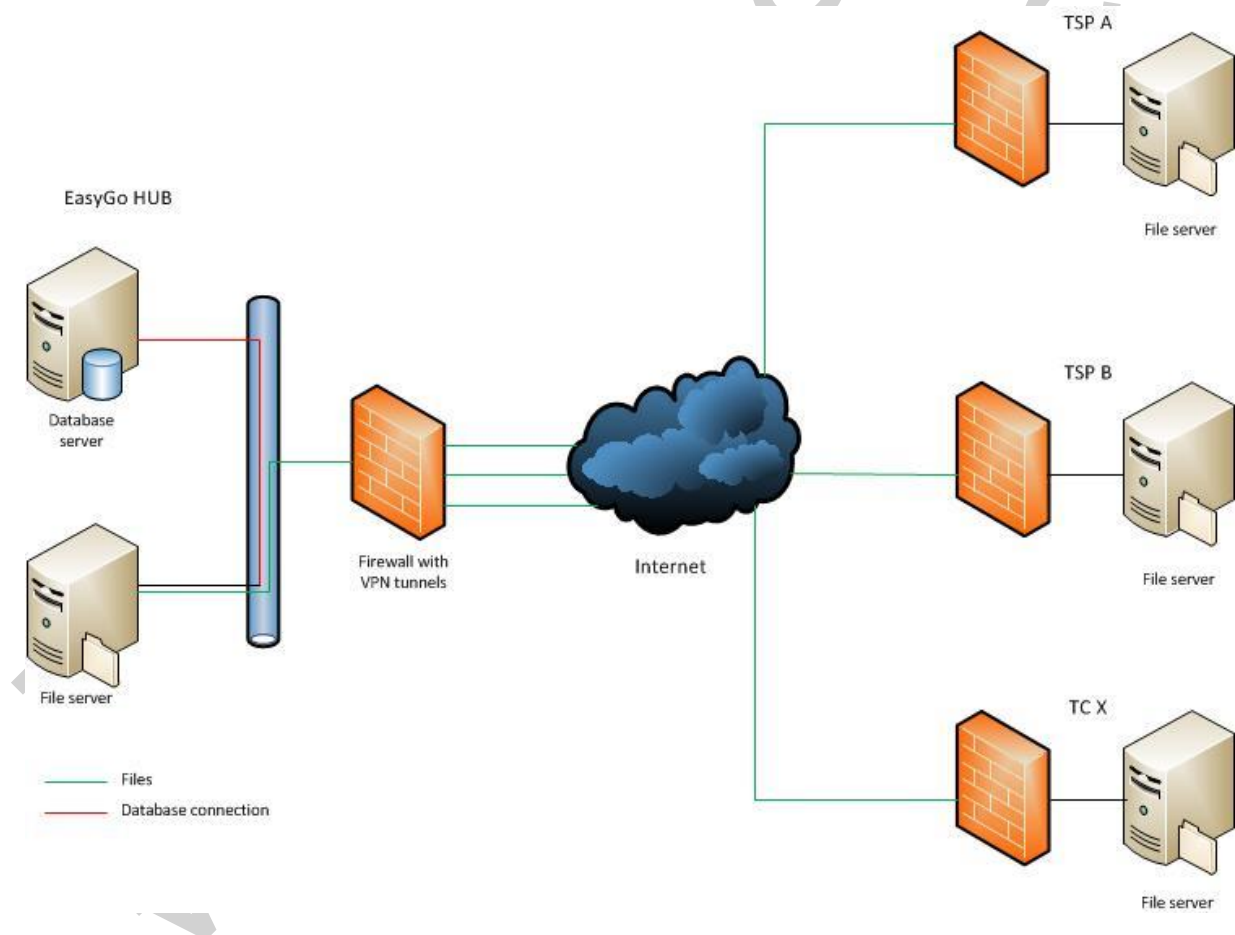 TSP A
File server
EasyGo HUB
Database
server
TSP B
File server
Firewall with
VPN tunnels
Internet
File server
TC X
File server
Files
Database connection